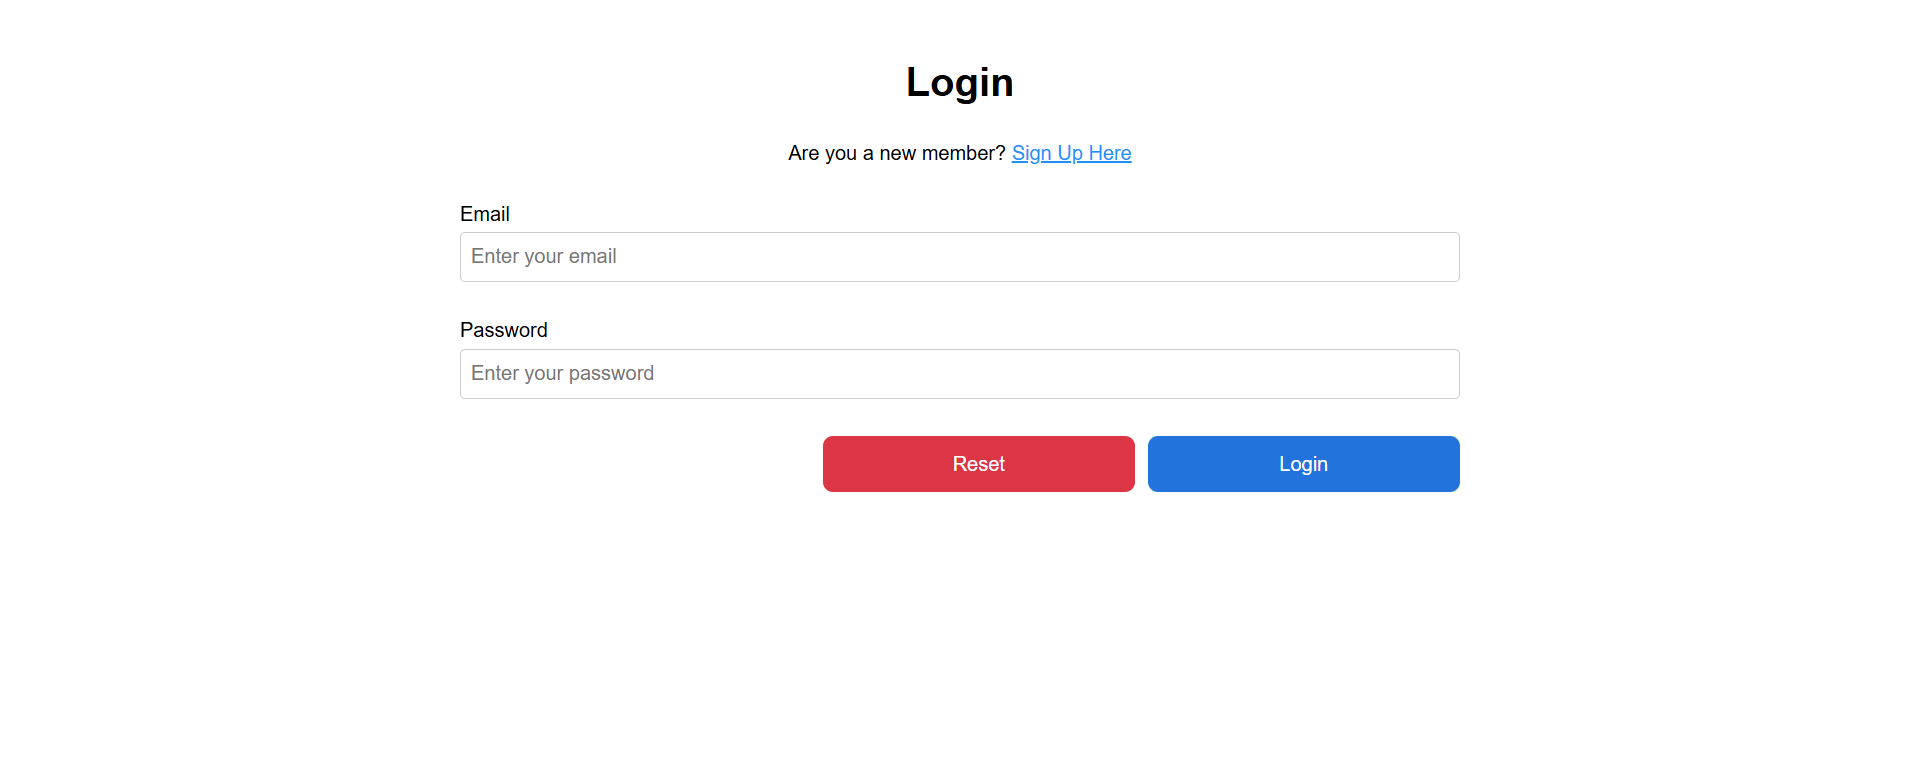 Login
Are you a new member? Sign Up Here
Email
Enter your email
Password
Enter your password
Reset Login